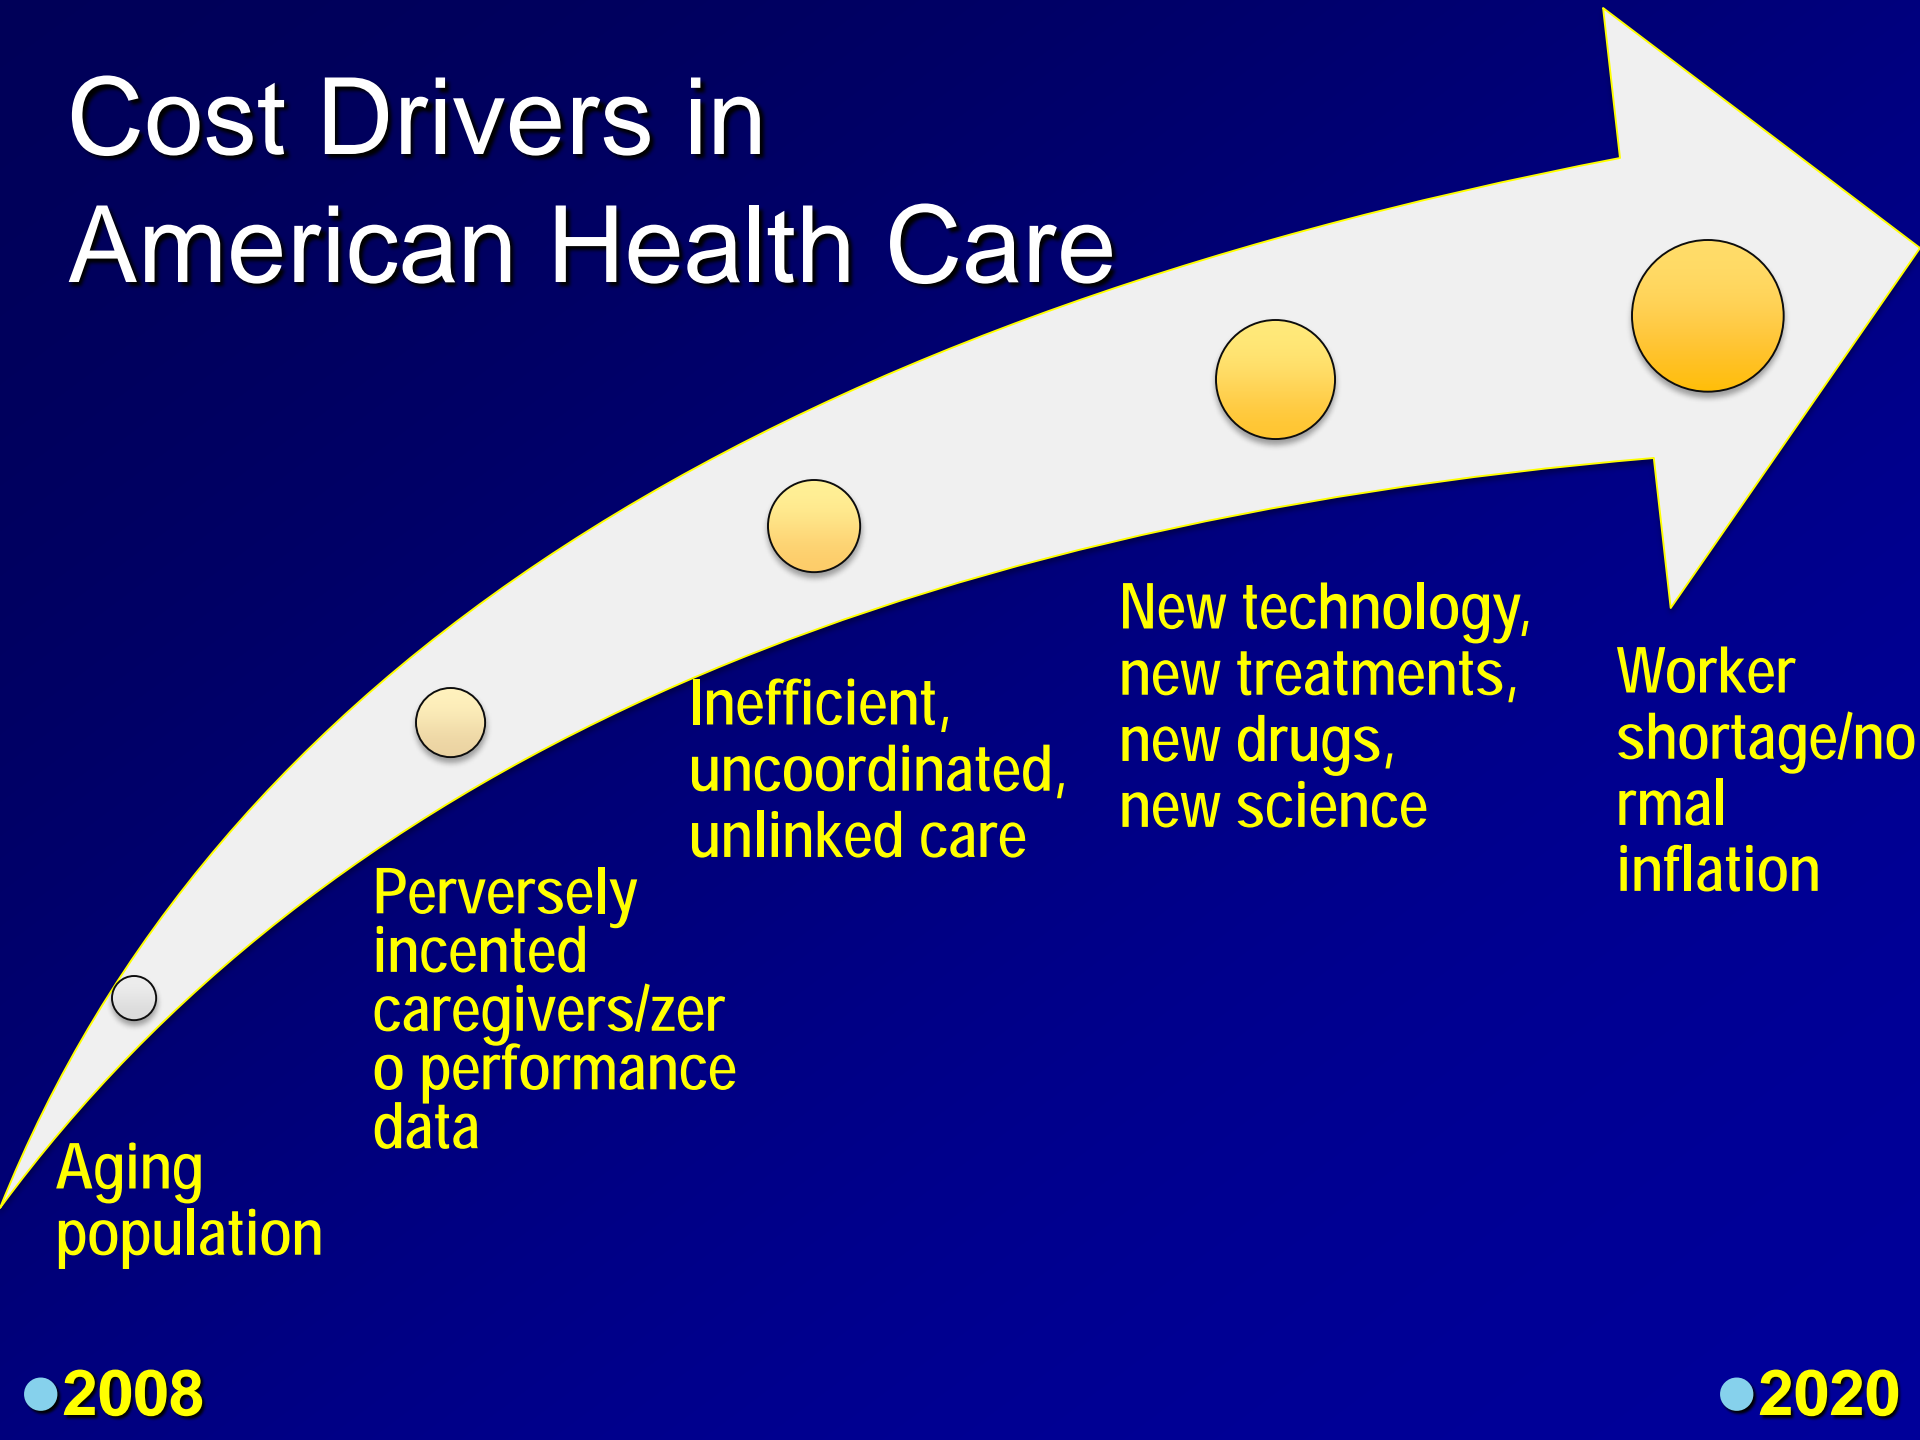 Cost Drivers in
American Health Care
Aging
population
Perversely
incented
caregivers/zer
o performance
data
Inefficient,
uncoordinated,
unlinked care
New technology,
new treatments,
new drugs,
new science
Worker
shortage/no
rmal
inflation
2008
2020